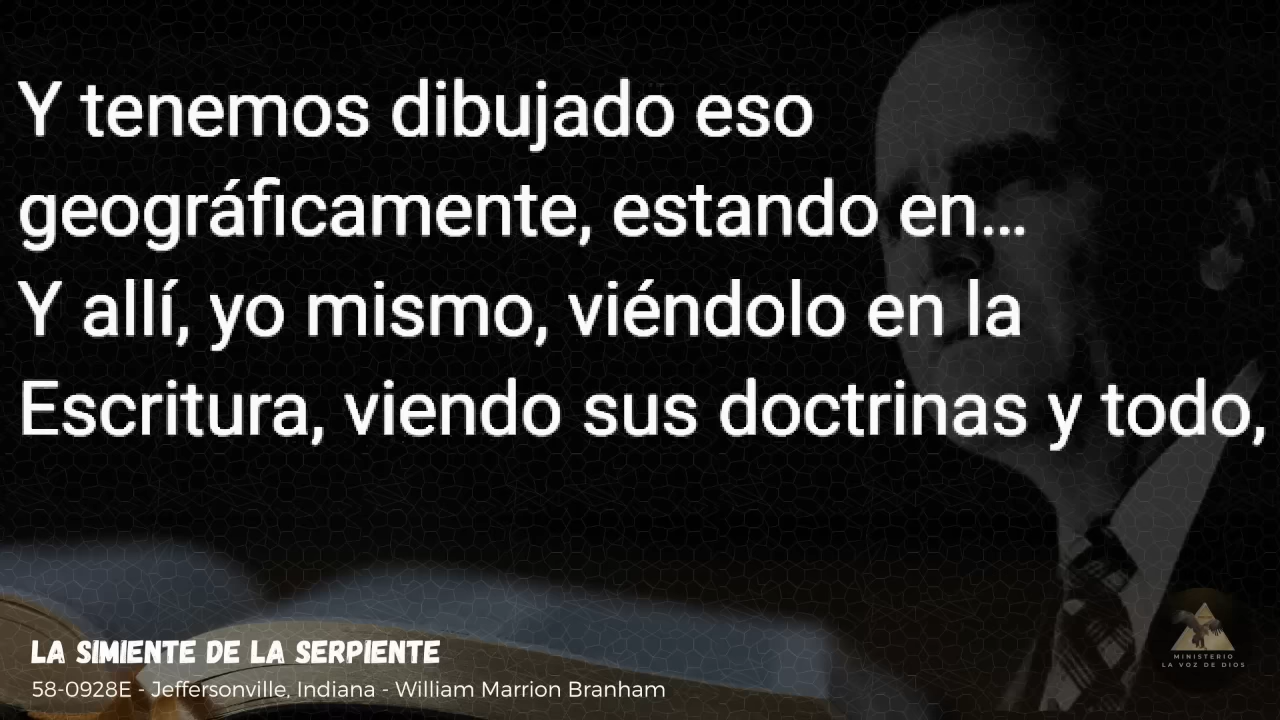 Y tenemos dibujado eso
geográficamente, estando en...
Y allí, yo mismo, viéndolo en la
Escritura, viendo sus doctrinas y todo,
LA SIMIENTE DE LA SERPIENTE
58-0928E - Jeffersonville, Indiana - William Marrion Branham
MINISTERIO
LA VOZ DE DIOS